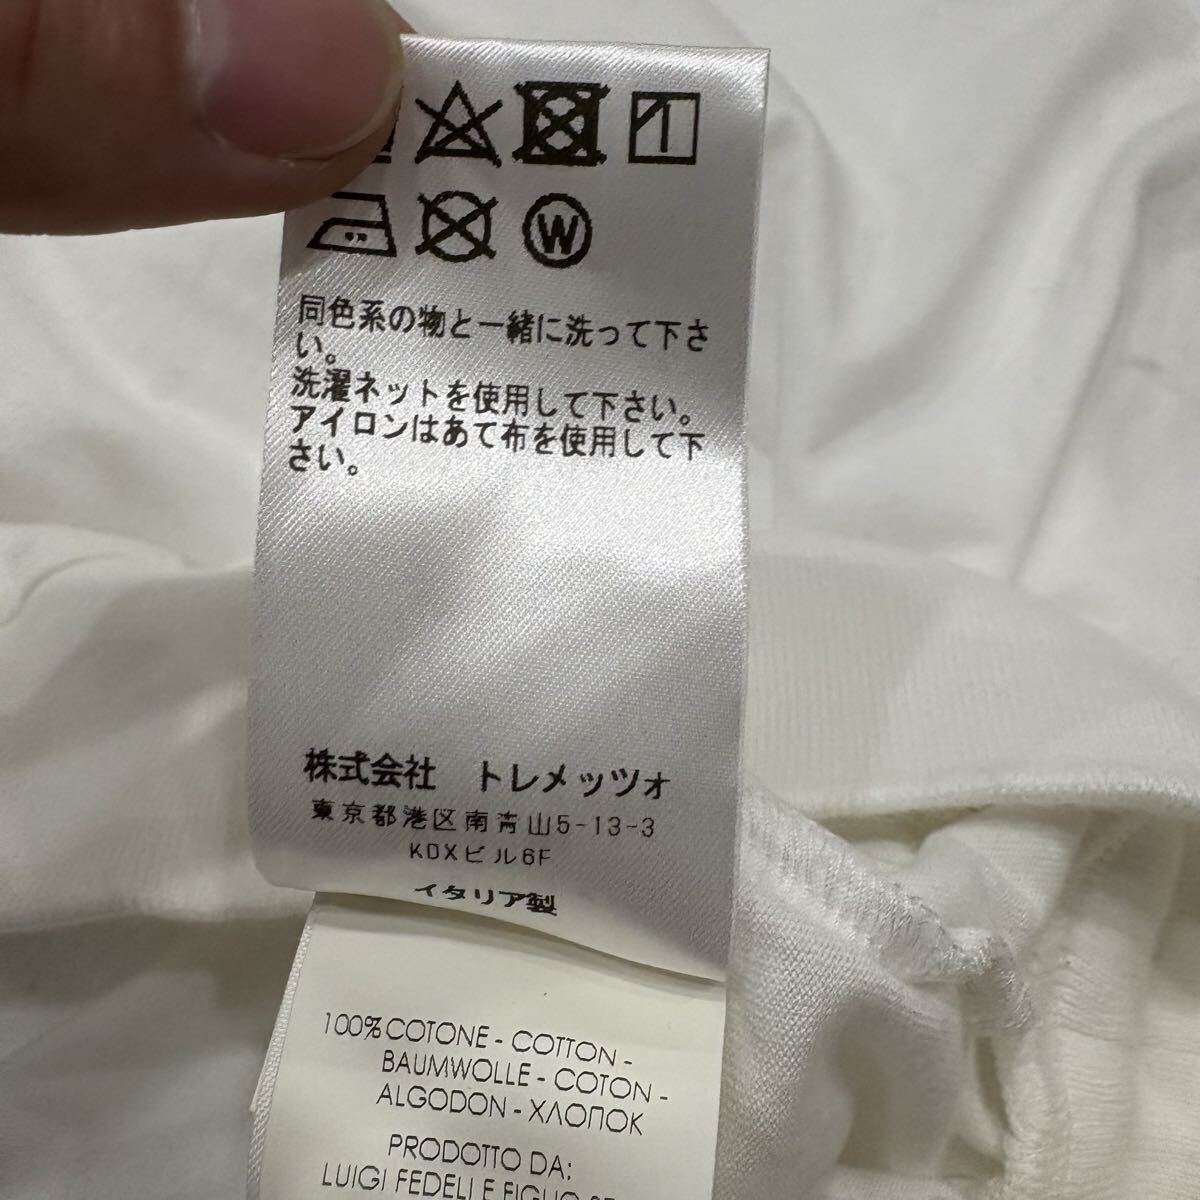 W
同色系の物と一緒に洗って下さ
い。
洗濯ネットを使用して下さい。
アイロンはあて布を使用して下
さい。
株式会社 トレメッツォ
東京都港区南青山5-13-3
KDXビル6F
イタリア製
100% COTONE - COTTON -
BAUMWOLLE - COTON -
ALGODON - ХЛОПОК
PRODOTTO DA:
LUIGI FEDELI E FIGLIO